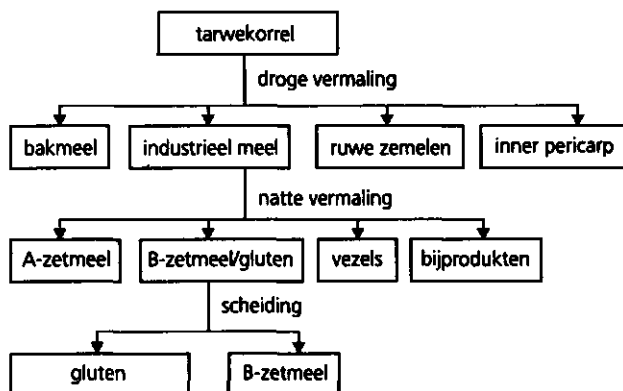 tarwekorrel
droge vermaling
bakmeel industrieel meel ruwe zemelen inner pericarp
natte vermaling
A-zetmeel B-zetmeel/gluten vezels bijprodukten
scheiding
gluten B-zetmeel